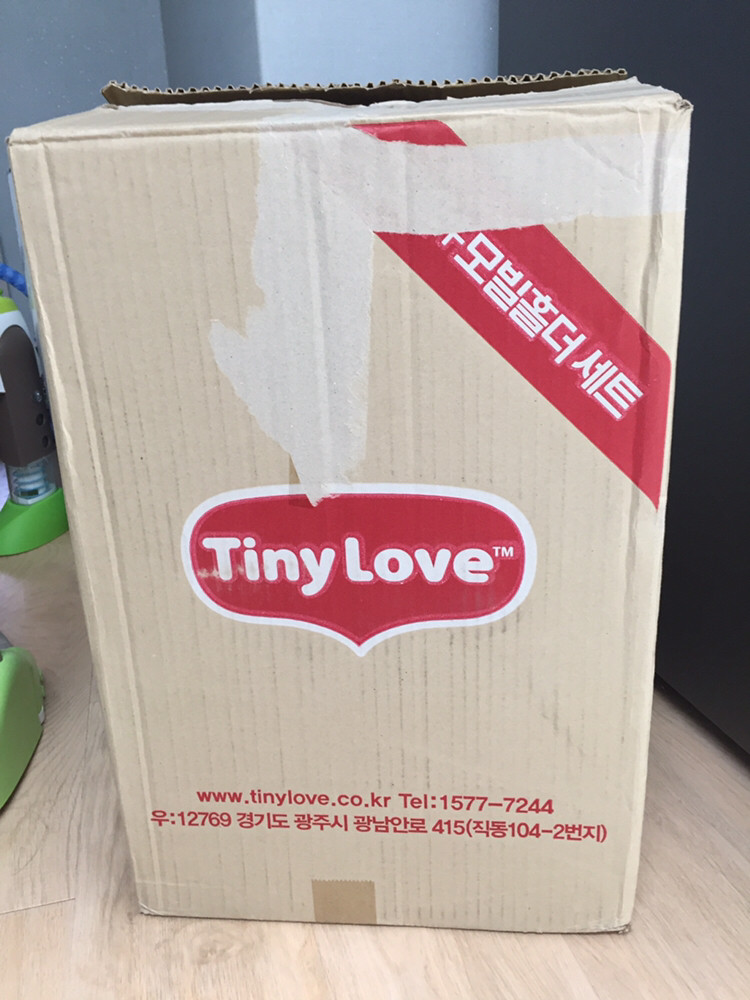 모빌홀더 세트
Tiny Love™
www.tinylove.co.kr Tel:1577-7244
우:12769 경기도 광주시 광남안로 415(직동104-2번지)